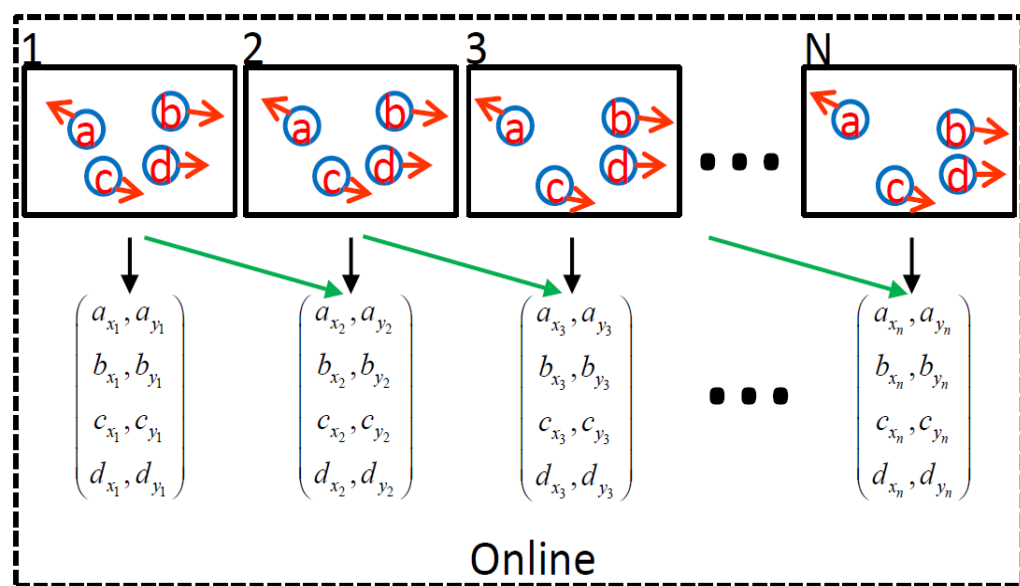 1 2 3 N
a b c d a b c d a b c d ... a b c d
a_{x_1}, a_{y_1} a_{x_2}, a_{y_2} a_{x_3}, a_{y_3} a_{x_n}, a_{y_n}
b_{x_1}, b_{y_1} b_{x_2}, b_{y_2} b_{x_3}, b_{y_3} ... b_{x_n}, b_{y_n}
c_{x_1}, c_{y_1} c_{x_2}, c_{y_2} c_{x_3}, c_{y_3} c_{x_n}, c_{y_n}
d_{x_1}, d_{y_1} d_{x_2}, d_{y_2} d_{x_3}, d_{y_3} d_{x_n}, d_{y_n}
Online